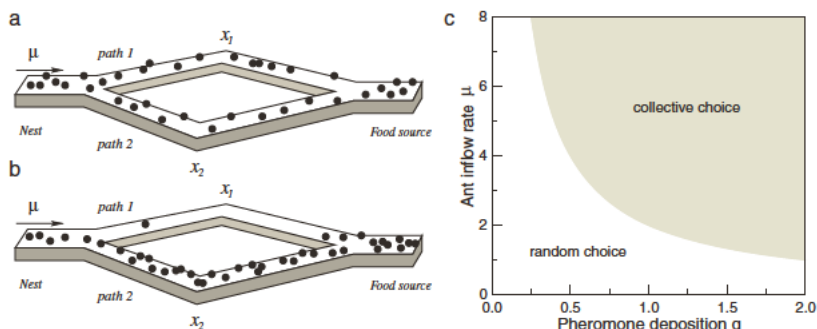 a
x1
path 1
μ
Nest
path 2
Food source
x2
b
x1
path 1
μ
Nest
path 2
Food source
x2
c
Ant inflow rate μ
8
6
4
2
0
collective choice
random choice
0.0
0.5
1.0
1.5
2.0
Pheromone deposition